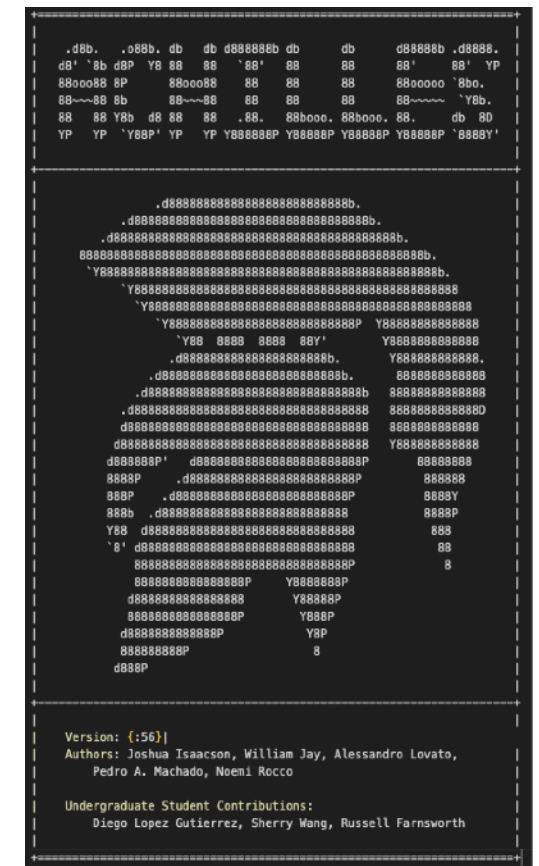 ACHILLES
Version: {:56}|
Authors: Joshua Isaacson, William Jay, Alessandro Lovato,
Pedro A. Machado, Noemi Rocco
Undergraduate Student Contributions:
Diego Lopez Gutierrez, Sherry Wang, Russell Farnsworth